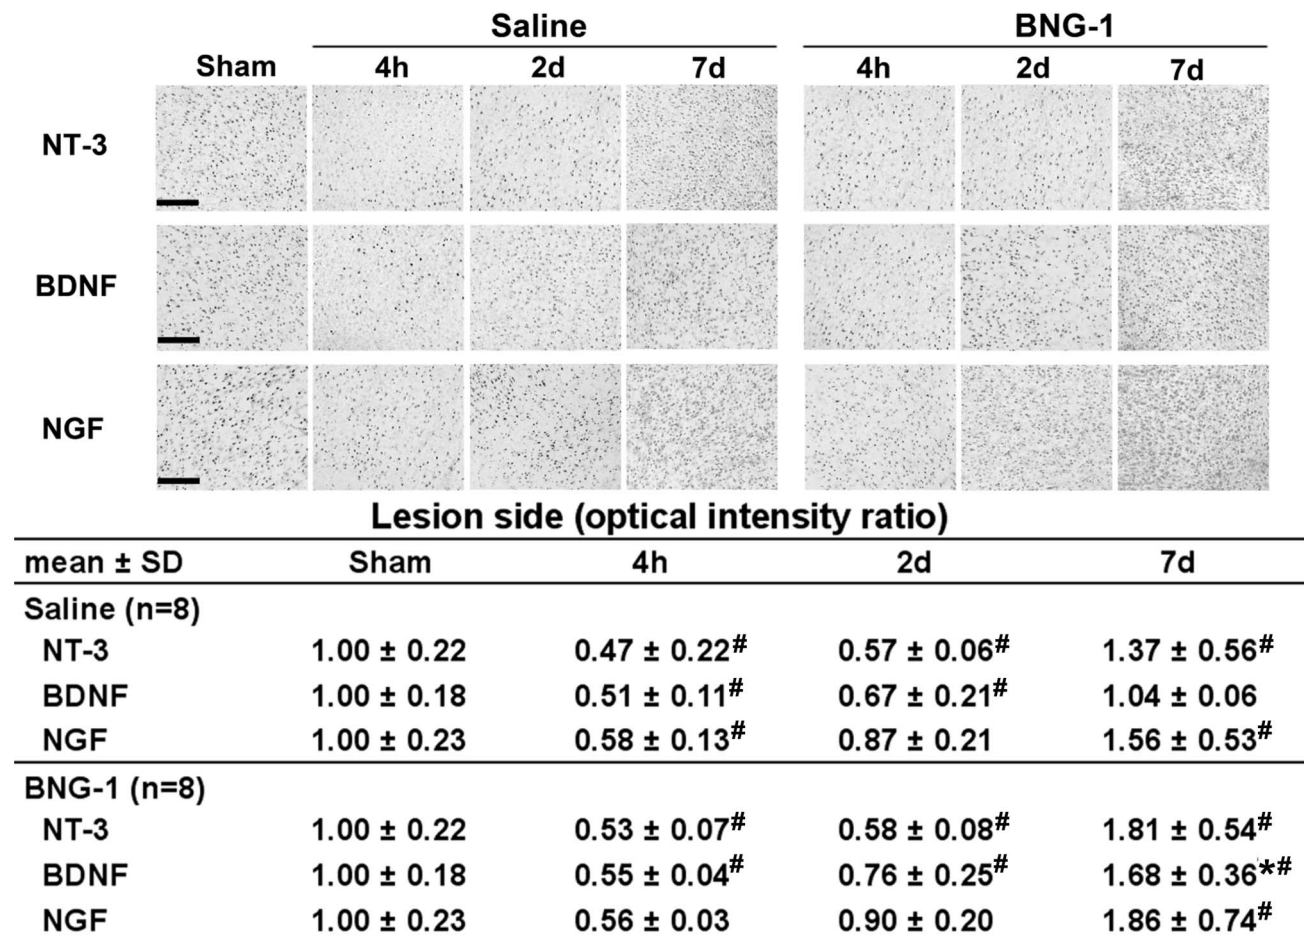 Saline BNG-1
Sham 4h 2d 7d 4h 2d 7d
NT-3
BDNF
NGF
Lesion side (optical intensity ratio)
mean ± SD Sham 4h 2d 7d
Saline (n=8)
NT-3 1.00 ± 0.22 0.47 ± 0.22# 0.57 ± 0.06# 1.37 ± 0.56#
BDNF 1.00 ± 0.18 0.51 ± 0.11# 0.67 ± 0.21# 1.04 ± 0.06
NGF 1.00 ± 0.23 0.58 ± 0.13# 0.87 ± 0.21 1.56 ± 0.53#
BNG-1 (n=8)
NT-3 1.00 ± 0.22 0.53 ± 0.07# 0.58 ± 0.08# 1.81 ± 0.54#
BDNF 1.00 ± 0.18 0.55 ± 0.04# 0.76 ± 0.25# 1.68 ± 0.36*#
NGF 1.00 ± 0.23 0.56 ± 0.03 0.90 ± 0.20 1.86 ± 0.74#